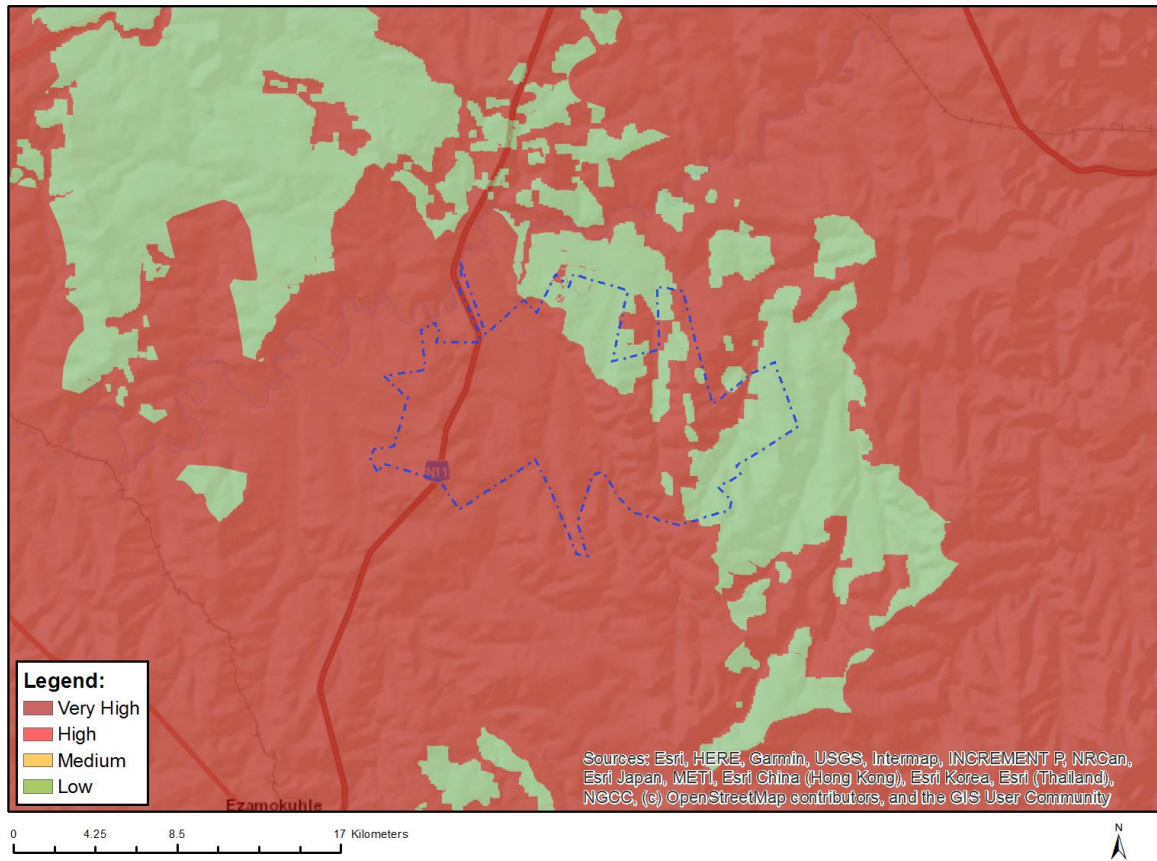 N11
Legend:
Very High
High
Medium
Low
Ezamokuhle
Sources: Esri, HERE, Garmin, USGS, Intermap, INCREMENT P, NRCan,
Esri Japan, METI, Esri China (Hong Kong), Esri Korea, Esri (Thailand),
NGCC, (c) OpenStreetMap contributors, and the GIS User Community
0 4.25 8.5 17 Kilometers
N